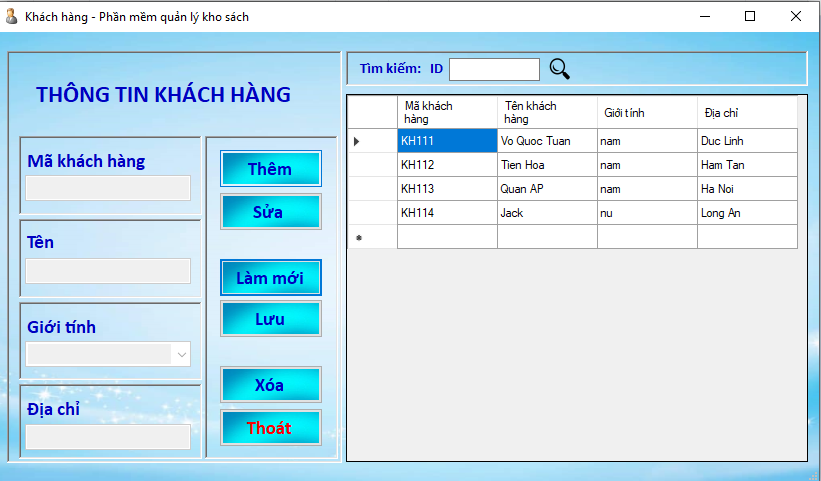 Khách hàng - Phần mềm quản lý kho sách
THÔNG TIN KHÁCH HÀNG
Mã khách hàng
Tên
Giới tính
Địa chỉ
Thêm
Sửa
Làm mới
Lưu
Xóa
Thoát
Tìm kiếm: ID
Mã khách hàng Tên khách hàng Giới tính Địa chỉ
KH111 Vo Quoc Tuan nam Duc Linh
KH112 Tien Hoa nam Ham Tan
KH113 Quan AP nam Ha Noi
KH114 Jack nu Long An